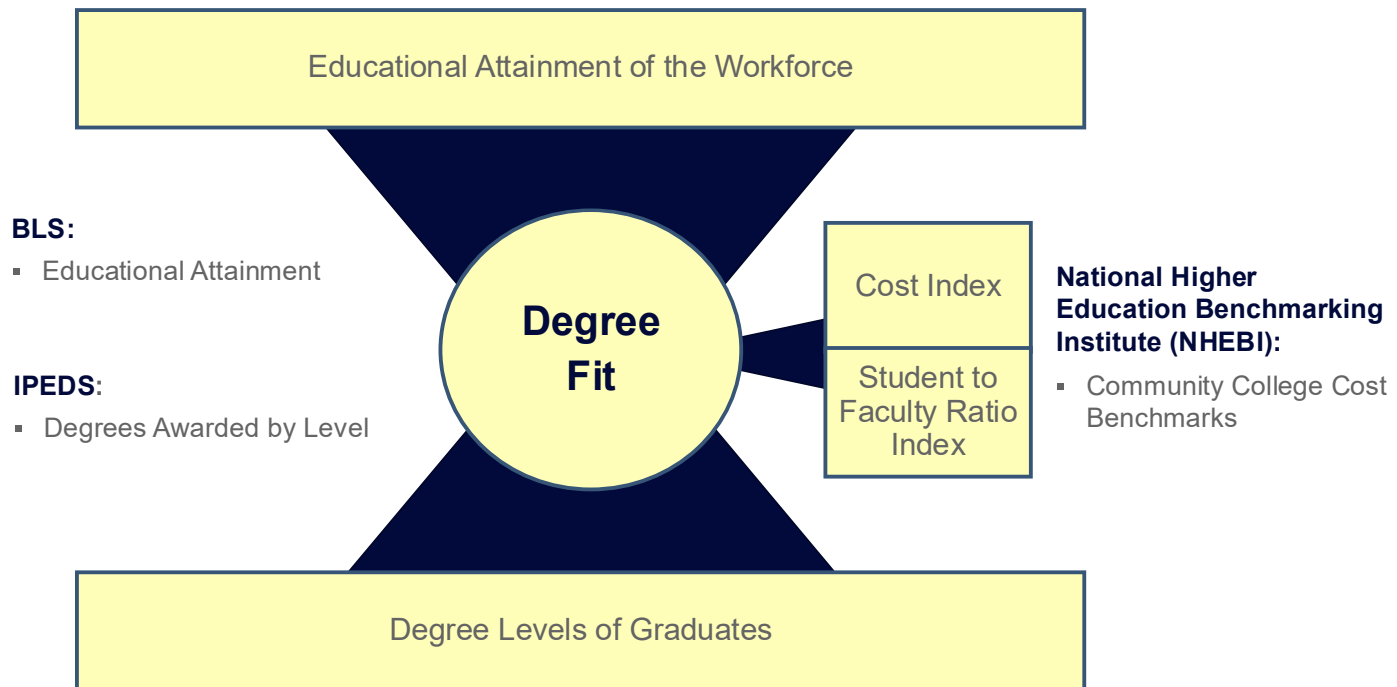 Educational Attainment of the Workforce
BLS:
▪ Educational Attainment
IPEDS:
▪ Degrees Awarded by Level
Degree
Fit
Cost Index
Student to
Faculty Ratio
Index
National Higher
Education Benchmarking
Institute (NHEBI):
▪ Community College Cost
Benchmarks
Degree Levels of Graduates